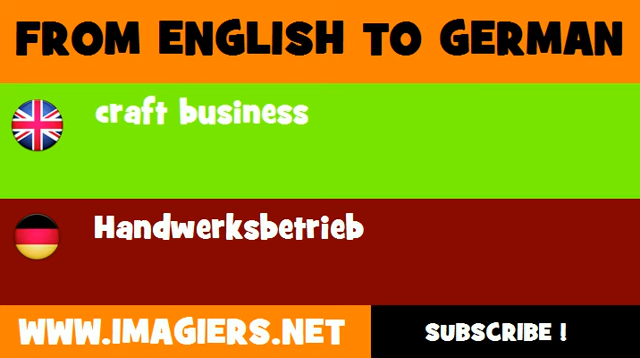 FROM ENGLISH TO GERMAN
craft business
Handwerksbetrieb
WWW.IMAGIERS.NET
SUBSCRIBE !